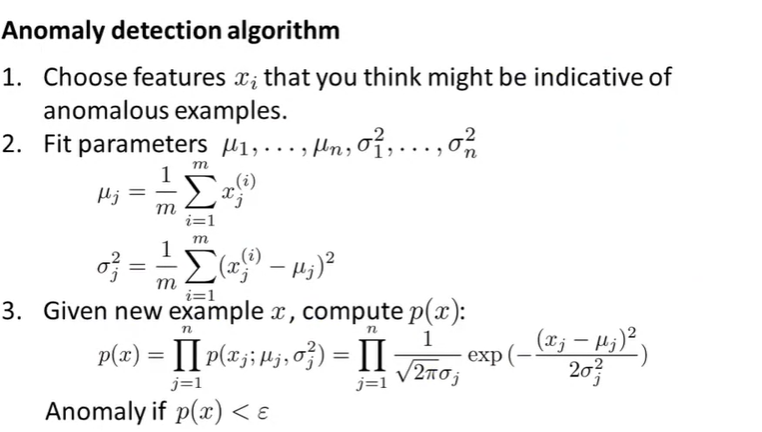 Anomaly detection algorithm
1. Choose features $x_i$ that you think might be indicative of
anomalous examples.
2. Fit parameters $\mu_1, \ldots, \mu_n, \sigma_1^2, \ldots, \sigma_n^2$
$\mu_j = \frac{1}{m} \sum_{i=1}^{m} x_j^{(i)}$
$\sigma_j^2 = \frac{1}{m} \sum_{i=1}^{m} (x_j^{(i)} - \mu_j)^2$
3. Given new example $x$, compute $p(x)$:
$p(x) = \prod_{j=1}^{n} p(x_j; \mu_j, \sigma_j^2) = \prod_{j=1}^{n} \frac{1}{\sqrt{2\pi}\sigma_j} \exp(-\frac{(x_j - \mu_j)^2}{2\sigma_j^2})$
Anomaly if $p(x) < \varepsilon$